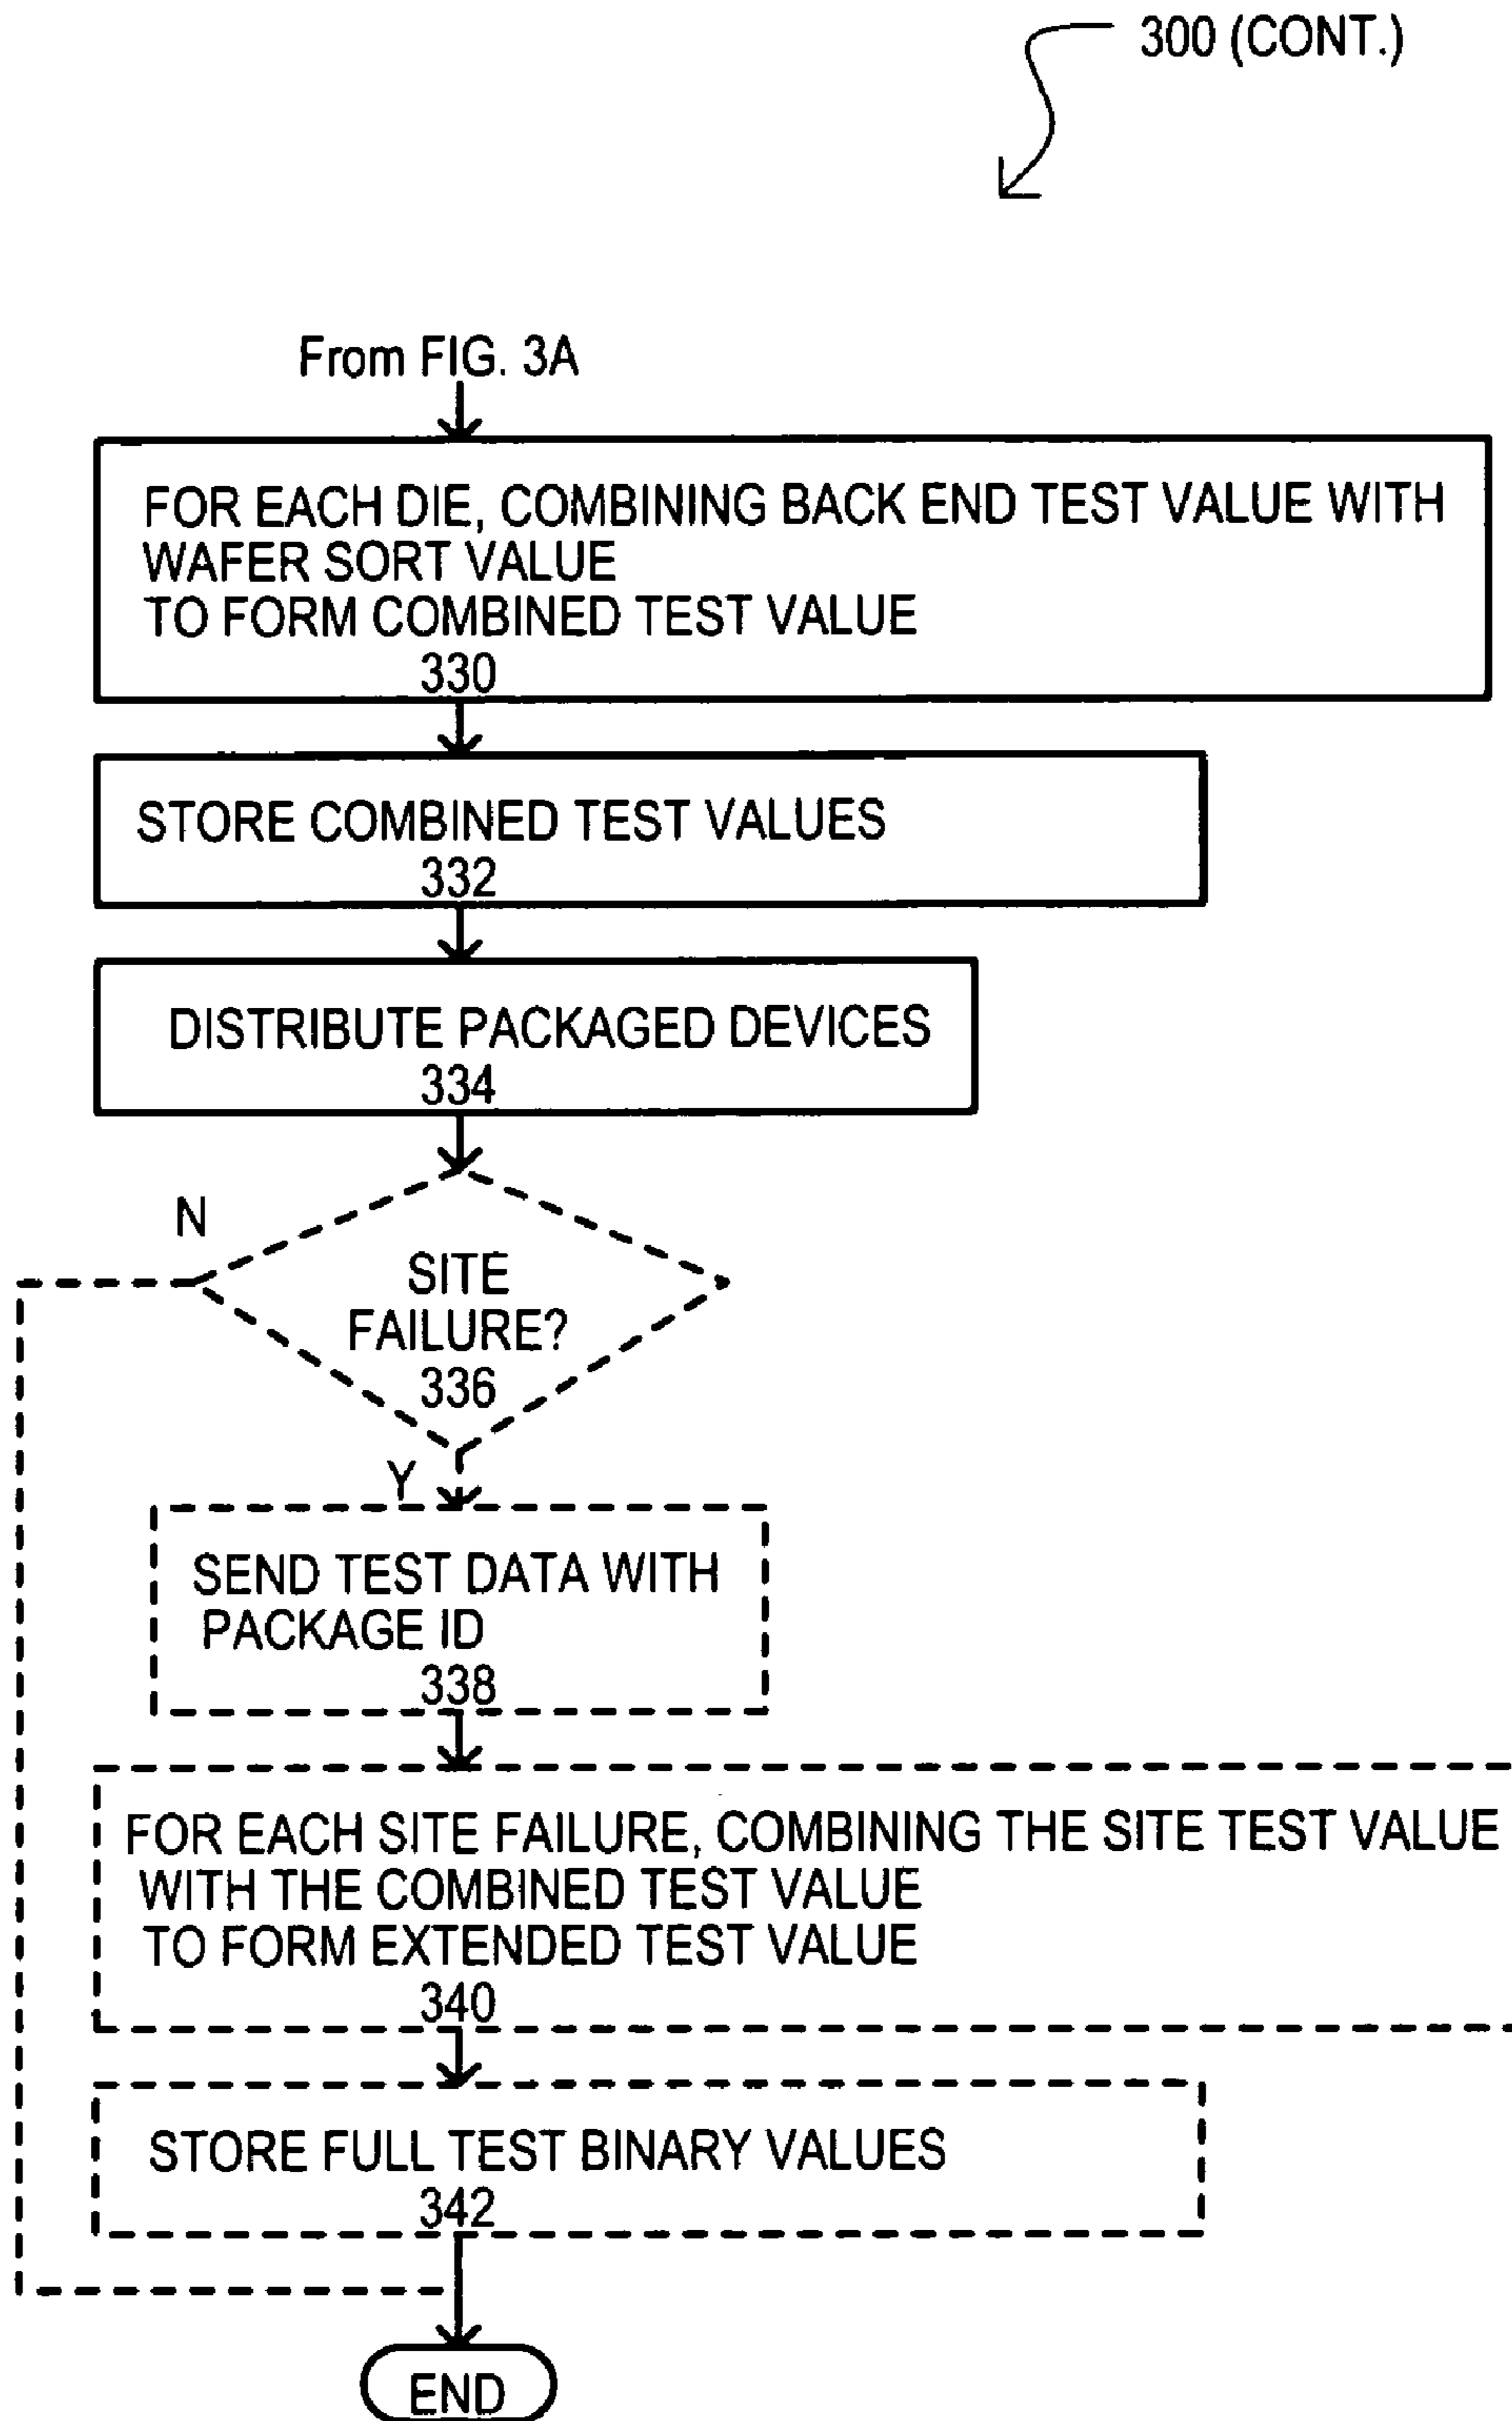 300 (CONT.)
From FIG. 3A
FOR EACH DIE, COMBINING BACK END TEST VALUE WITH
WAFER SORT VALUE
TO FORM COMBINED TEST VALUE
330
STORE COMBINED TEST VALUES
332
DISTRIBUTE PACKAGED DEVICES
334
N
SITE
FAILURE?
336
Y
SEND TEST DATA WITH
PACKAGE ID
338
FOR EACH SITE FAILURE, COMBINING THE SITE TEST VALUE
WITH THE COMBINED TEST VALUE
TO FORM EXTENDED TEST VALUE
340
STORE FULL TEST BINARY VALUES
342
END